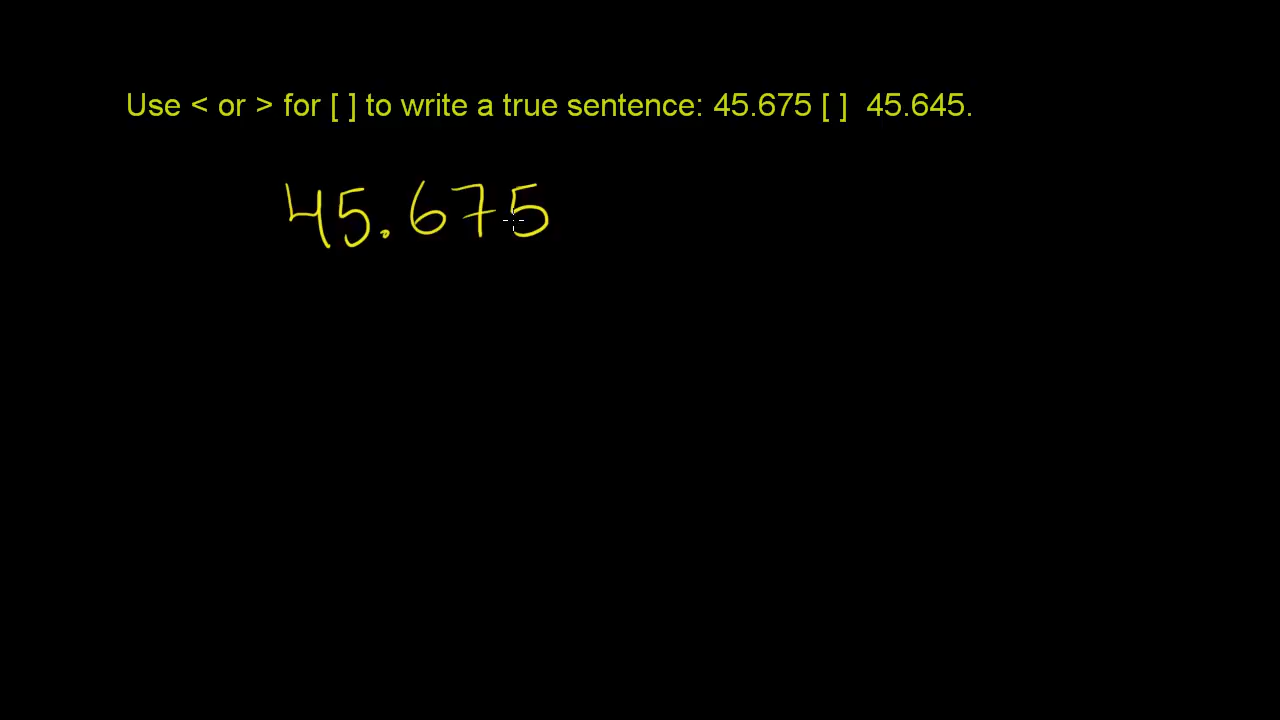 Use < or > for [ ] to write a true sentence: 45.675 [ ]  45.645.
45.675